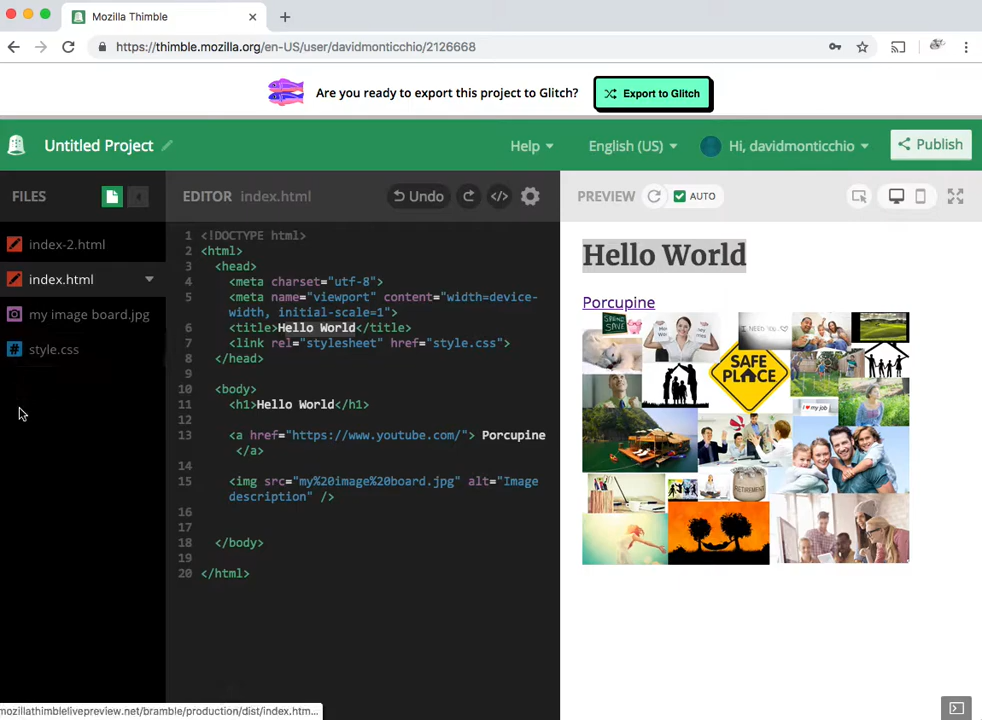 Mozilla Thimble
https://thimble.mozilla.org/en-US/user/davidmonticchio/2126668
Are you ready to export this project to Glitch?
Export to Glitch
Untitled Project
Help
English (US)
Hi, davidmonticchio
Publish
FILES
EDITOR index.html
Undo
PREVIEW
AUTO
index-2.html
index.html
my image board.jpg
style.css
1 <!DOCTYPE html>
2 <html>
3 <head>
4 <meta charset="utf-8">
5 <meta name="viewport" content="width=device-
width, initial-scale=1">
6 <title>Hello World</title>
7 <link rel="stylesheet" href="style.css">
8 </head>
9
10 <body>
11 <h1>Hello World</h1>
12
13 <a href="https://www.youtube.com/"> Porcupine
</a>
14
15 <img src="my%20image%20board.jpg" alt="Image
description" />
16
17
18 </body>
19
20 </html>
Hello World
Porcupine
I NEED YOU
SAFE
PLACE
I ♥ my job
RETIREMENT
mozillathimblelivepreview.net/bramble/production/dist/index.htm...